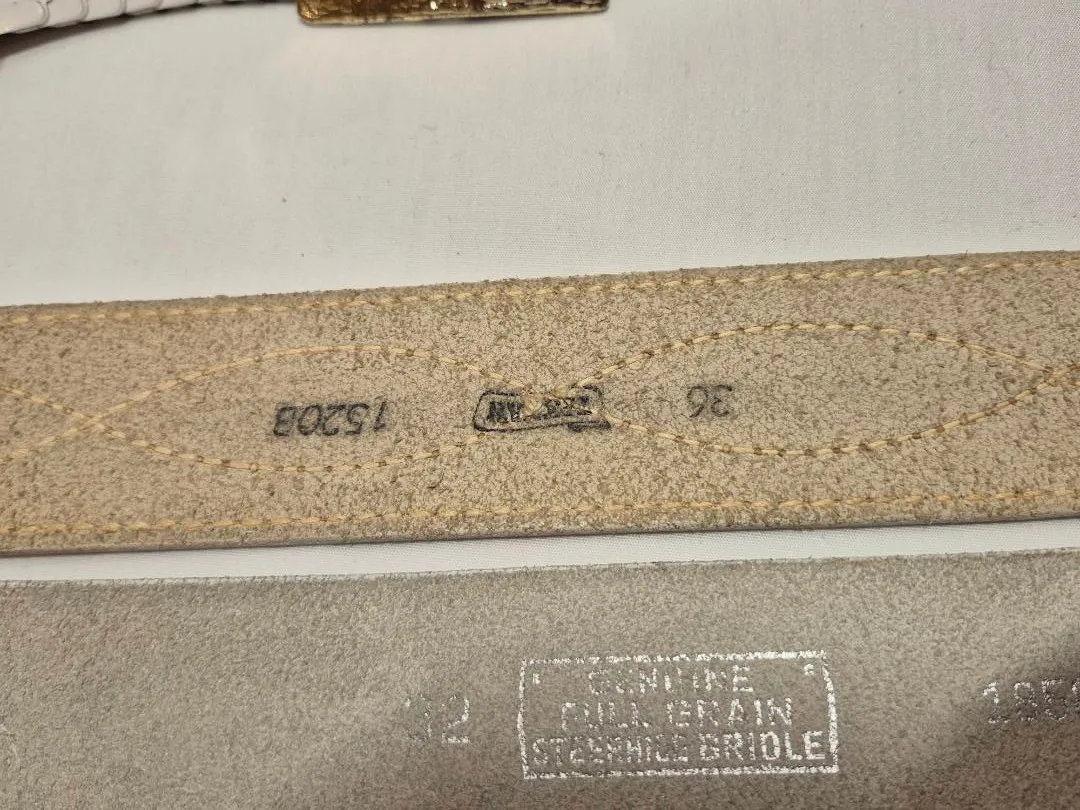 36
15208
32
GENUINE
FULL GRAIN
STEERHIDE BRIDLE